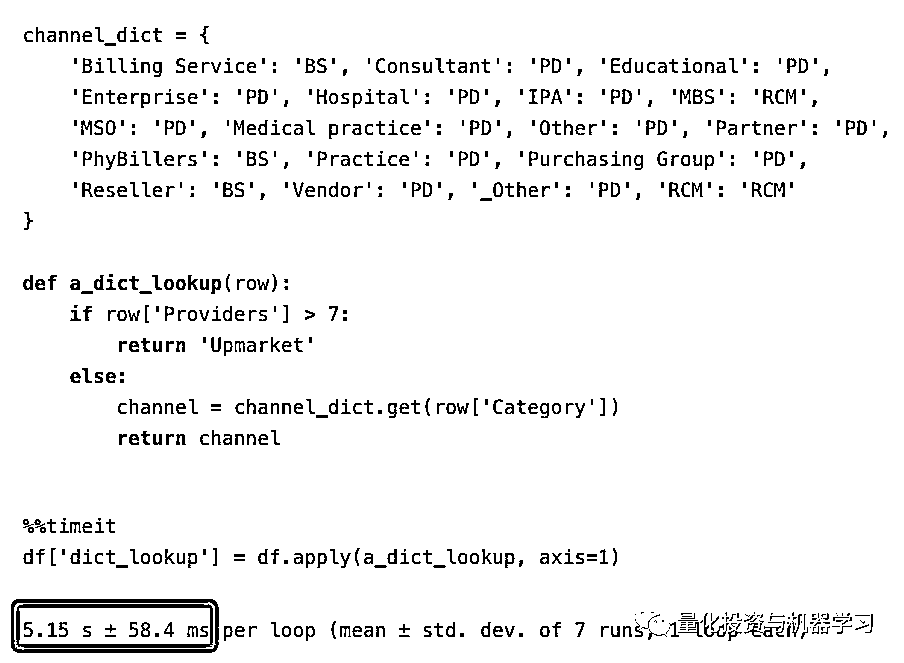 channel_dict = {
    'Billing Service': 'BS', 'Consultant': 'PD', 'Educational': 'PD',
    'Enterprise': 'PD', 'Hospital': 'PD', 'IPA': 'PD', 'MBS': 'RCM',
    'MSO': 'PD', 'Medical practice': 'PD', 'Other': 'PD', 'Partner': 'PD',
    'PhyBillers': 'BS', 'Practice': 'PD', 'Purchasing Group': 'PD',
    'Reseller': 'BS', 'Vendor': 'PD', '_Other': 'PD', 'RCM': 'RCM'
}
def a_dict_lookup(row):
    if row['Providers'] > 7:
        return 'Upmarket'
    else:
        channel = channel_dict.get(row['Category'])
        return channel
%%timeit
df['dict_lookup'] = df.apply(a_dict_lookup, axis=1)
5.15 s ± 58.4 ms per loop (mean ± std. dev. of 7 runs, 1 loop each,
量化投资与机器学习